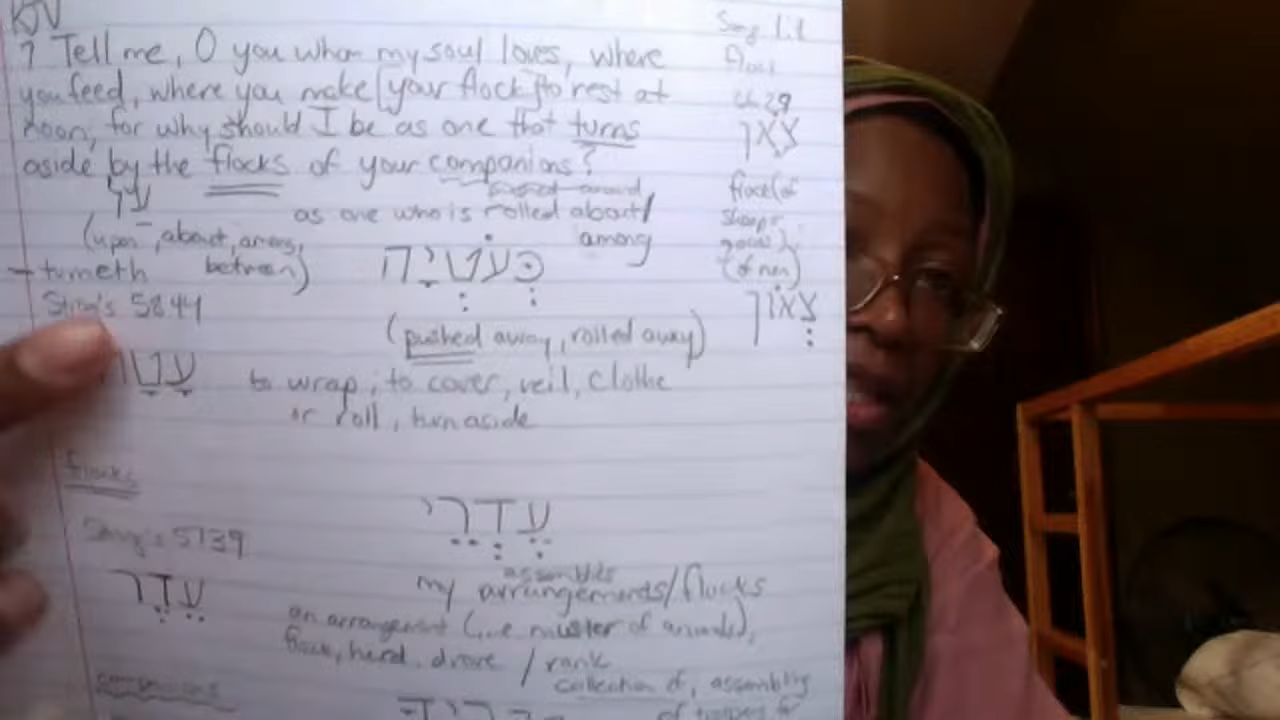 KJV
7 Tell me, O you whom my soul loves, where
you feed, where you make your flock to rest at
noon, for why should I be as one that turns
aside by the flocks of your companions?
עַל
as one who is rolled about/
among
(upon, about, among,
between)
- turneth
כְּעֹטְיָה
Strong's 5844
(pushed away, rolled away)
עָטָה
to wrap, to cover, veil, clothe
or roll, turn aside
flocks
Strong's 5739
עֶדְרֵי
assemblies
my arrangements/flocks
עֵדֶר
an arrangement (i.e muster of animals),
flock, herd, drove / rank
collection of, assembling
companions
Song 1:8
צֹאן
flock (of
sheep,
goats);
(of men)
צְאוֹן